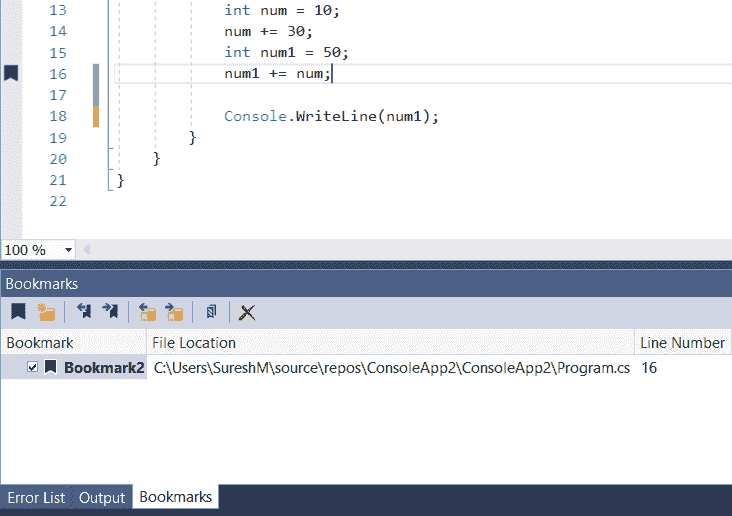 13 int num = 10;
14 num += 30;
15 int num1 = 50;
16 num1 += num;
17
18 Console.WriteLine(num1);
19 }
20 }
21 }
22
100 %
Bookmarks
Bookmark File Location Line Number
Bookmark2 C:\Users\SureshM\source\repos\ConsoleApp2\ConsoleApp2\Program.cs 16
Error List Output Bookmarks